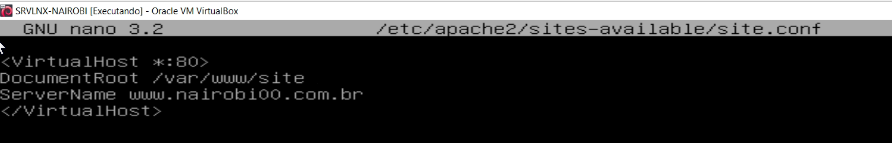 SRVLNX-NAIROBI [Executando] - Oracle VM VirtualBox
GNU nano 3.2 /etc/apache2/sites-available/site.conf
<VirtualHost *:80>
DocumentRoot /var/www/site
ServerName www.nairobi00.com.br
</VirtualHost>